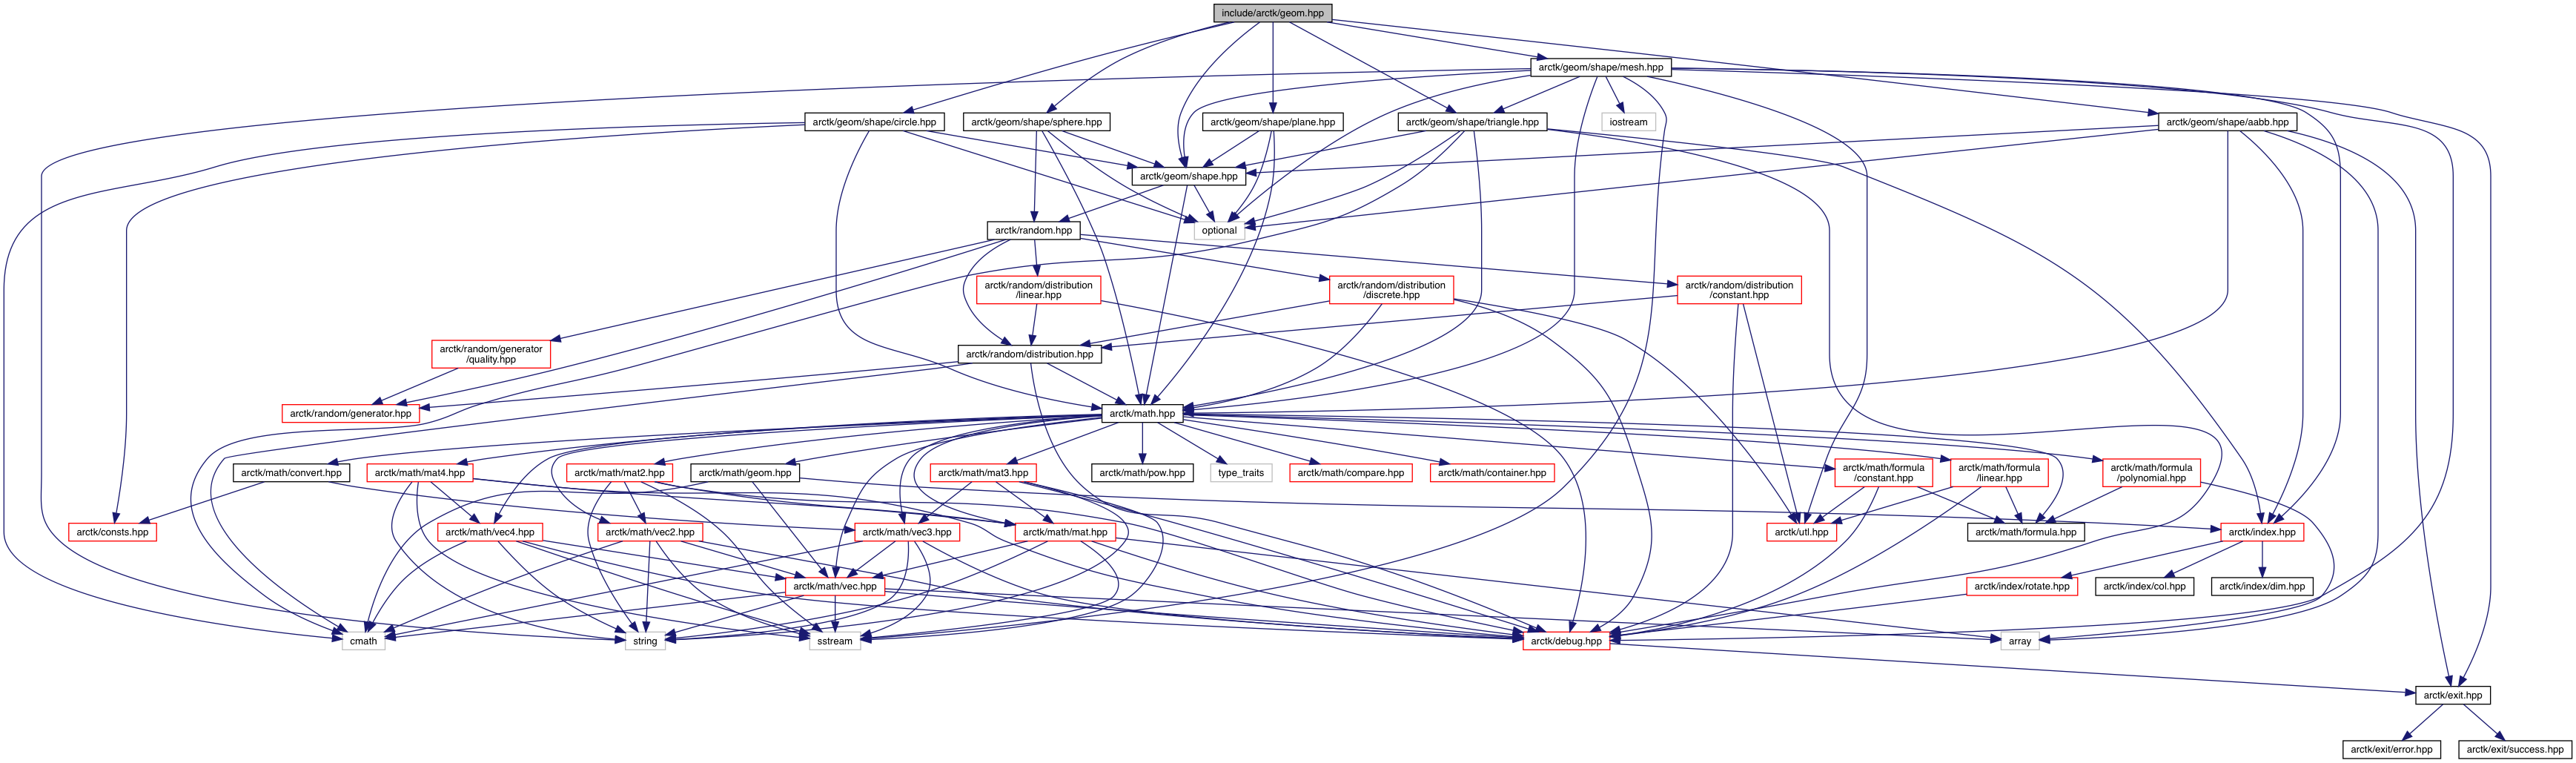 include/arctk/geom.hpp
arctk/geom/shape/mesh.hpp
arctk/geom/shape/circle.hpp
arctk/geom/shape/sphere.hpp
arctk/geom/shape/plane.hpp
arctk/geom/shape/triangle.hpp
iostream
arctk/geom/shape/aabb.hpp
arctk/geom/shape.hpp
arctk/random.hpp
optional
arctk/random/distribution
/linear.hpp
arctk/random/distribution
/discrete.hpp
arctk/random/distribution
/constant.hpp
arctk/random/generator
/quality.hpp
arctk/random/distribution.hpp
arctk/random/generator.hpp
arctk/math.hpp
arctk/math/convert.hpp
arctk/math/mat4.hpp
arctk/math/mat2.hpp
arctk/math/geom.hpp
arctk/math/mat3.hpp
arctk/math/pow.hpp
type_traits
arctk/math/compare.hpp
arctk/math/container.hpp
arctk/math/formula
/constant.hpp
arctk/math/formula
/linear.hpp
arctk/math/formula
/polynomial.hpp
arctk/consts.hpp
arctk/math/vec4.hpp
arctk/math/vec2.hpp
arctk/math/vec3.hpp
arctk/math/mat.hpp
arctk/utl.hpp
arctk/math/formula.hpp
arctk/index.hpp
arctk/math/vec.hpp
arctk/index/rotate.hpp
arctk/index/col.hpp
arctk/index/dim.hpp
cmath
string
sstream
arctk/debug.hpp
array
arctk/exit.hpp
arctk/exit/error.hpp
arctk/exit/success.hpp